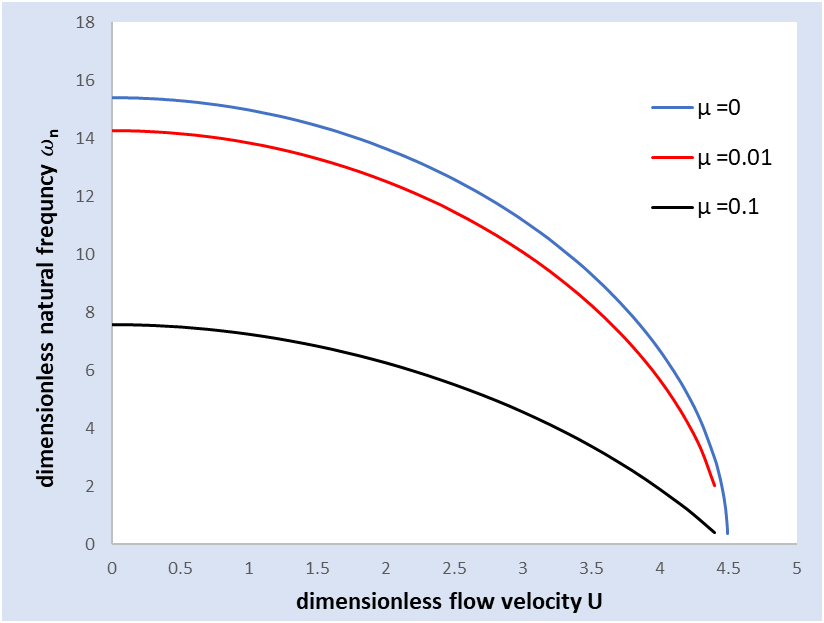 18
16
14
12
10
8
6
4
2
0
dimensionless natural frequncy ωn
μ =0
μ =0.01
μ =0.1
0 0.5 1 1.5 2 2.5 3 3.5 4 4.5 5
dimensionless flow velocity U